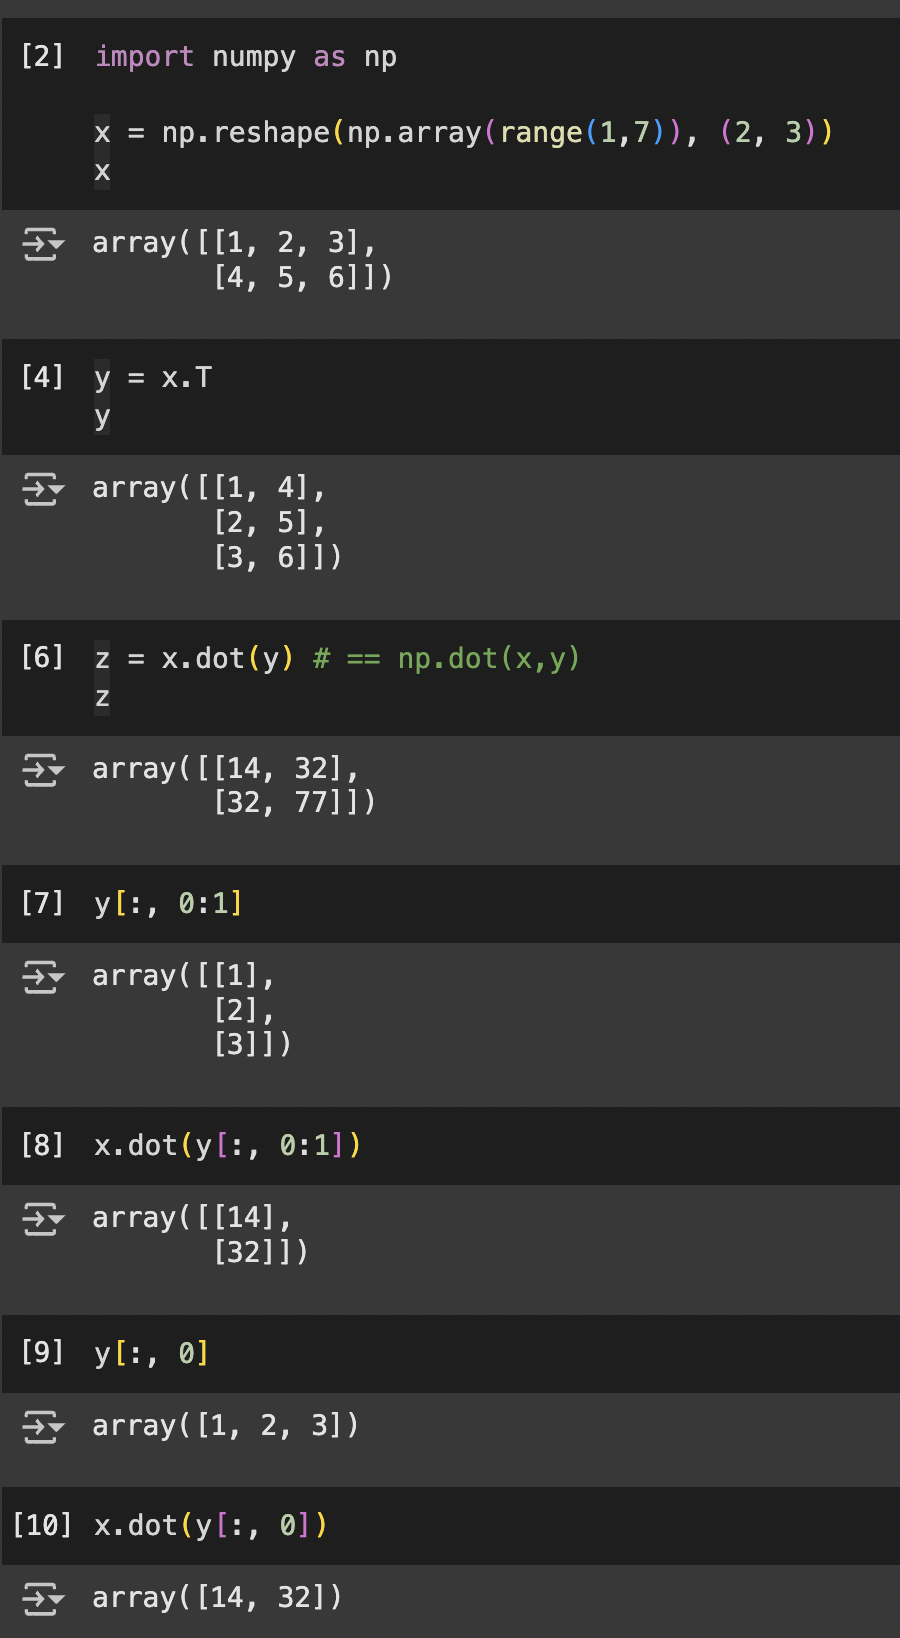 [2] import numpy as np
x = np.reshape(np.array(range(1,7)), (2, 3))
x
array([[1, 2, 3],
       [4, 5, 6]])
[4] y = x.T
y
array([[1, 4],
       [2, 5],
       [3, 6]])
[6] z = x.dot(y) # == np.dot(x,y)
z
array([[14, 32],
       [32, 77]])
[7] y[:, 0:1]
array([[1],
       [2],
       [3]])
[8] x.dot(y[:, 0:1])
array([[14],
       [32]])
[9] y[:, 0]
array([1, 2, 3])
[10] x.dot(y[:, 0])
array([14, 32])